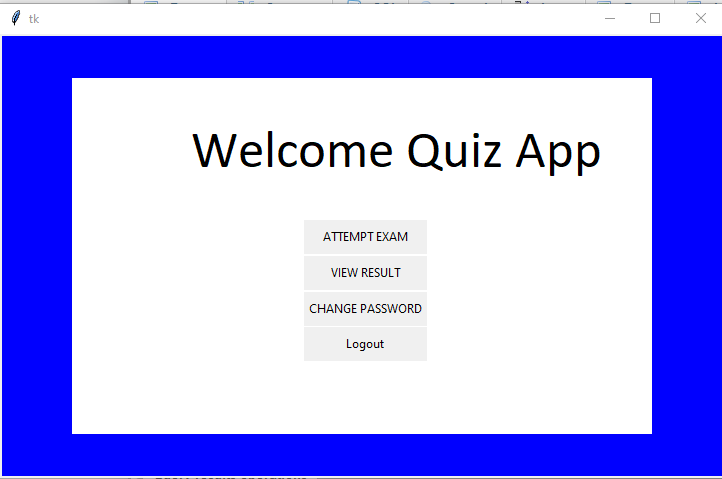 tk
Welcome Quiz App
ATTEMPT EXAM
VIEW RESULT
CHANGE PASSWORD
Logout